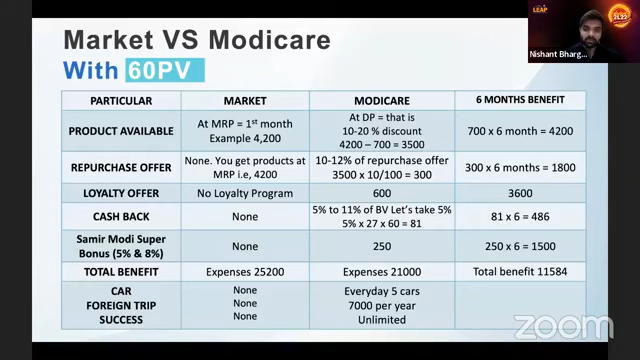 LEAP
2L22
Nishant Bharg...
Market VS Modicare
With 60PV
PARTICULAR MARKET MODICARE 6 MONTHS BENEFIT
PRODUCT AVAILABLE
At MRP = 1st month
Example 4,200
At DP = that is
10-20 % discount
4200 – 700 = 3500
700 x 6 month = 4200
REPURCHASE OFFER
None. You get products at
MRP i.e, 4200
10-12% of repurchase offer
3500 x 10/100 = 300
300 x 6 months = 1800
LOYALTY OFFER No Loyalty Program 600 3600
CASH BACK
None
5% to 11% of BV Let's take 5%
5% x 27 x 60 = 81
81 x 6 = 486
Samir Modi Super
Bonus (5% & 8%)
None
250
250 x 6 = 1500
TOTAL BENEFIT Expenses 25200 Expenses 21000 Total benefit 11584
CAR None Everyday 5 cars
FOREIGN TRIP None 7000 per year
SUCCESS None Unlimited
zoom